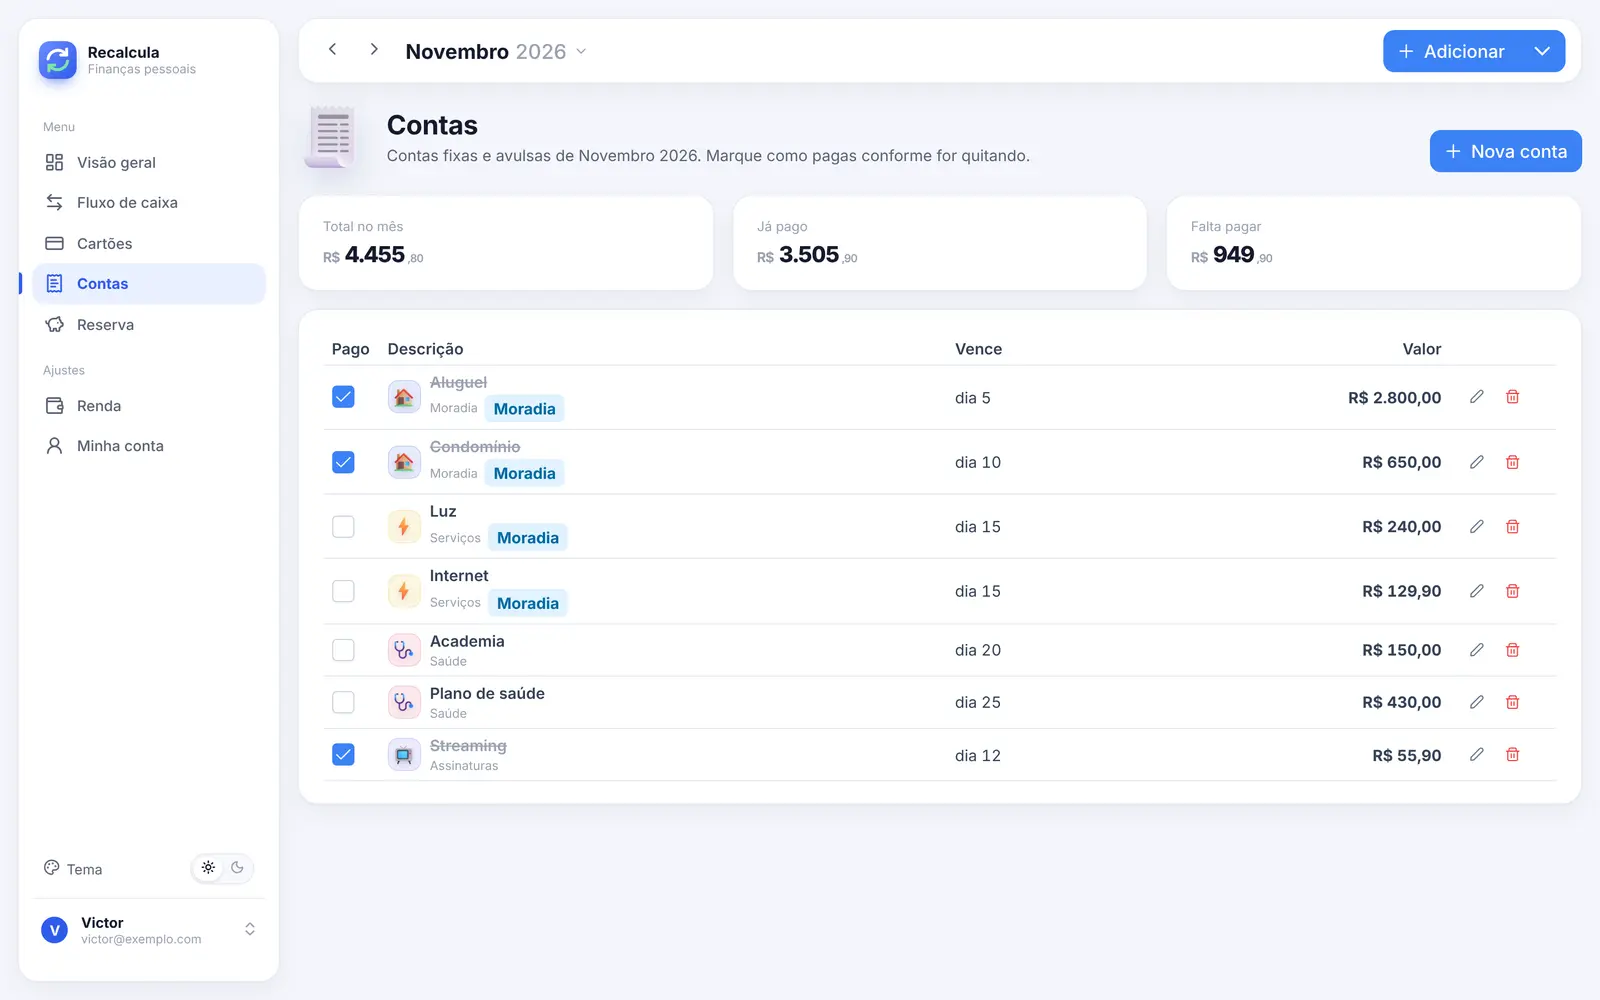 Recalcula
Finanças pessoais
Menu
Visão geral
Fluxo de caixa
Cartões
Contas
Reserva
Ajustes
Renda
Minha conta
Tema
V
Victor
victor@exemplo.com
Novembro 2026
Adicionar
Contas
Contas fixas e avulsas de Novembro 2026. Marque como pagas conforme for quitando.
Nova conta
Total no mês
R$ 4.455,80
Já pago
R$ 3.505,90
Falta pagar
R$ 949,90
Pago Descrição Vence Valor
Aluguel
Moradia Moradia
dia 5
R$ 2.800,00
Condomínio
Moradia Moradia
dia 10
R$ 650,00
Luz
Serviços Moradia
dia 15
R$ 240,00
Internet
Serviços Moradia
dia 15
R$ 129,90
Academia
Saúde
dia 20
R$ 150,00
Plano de saúde
Saúde
dia 25
R$ 430,00
Streaming
Assinaturas
dia 12
R$ 55,90